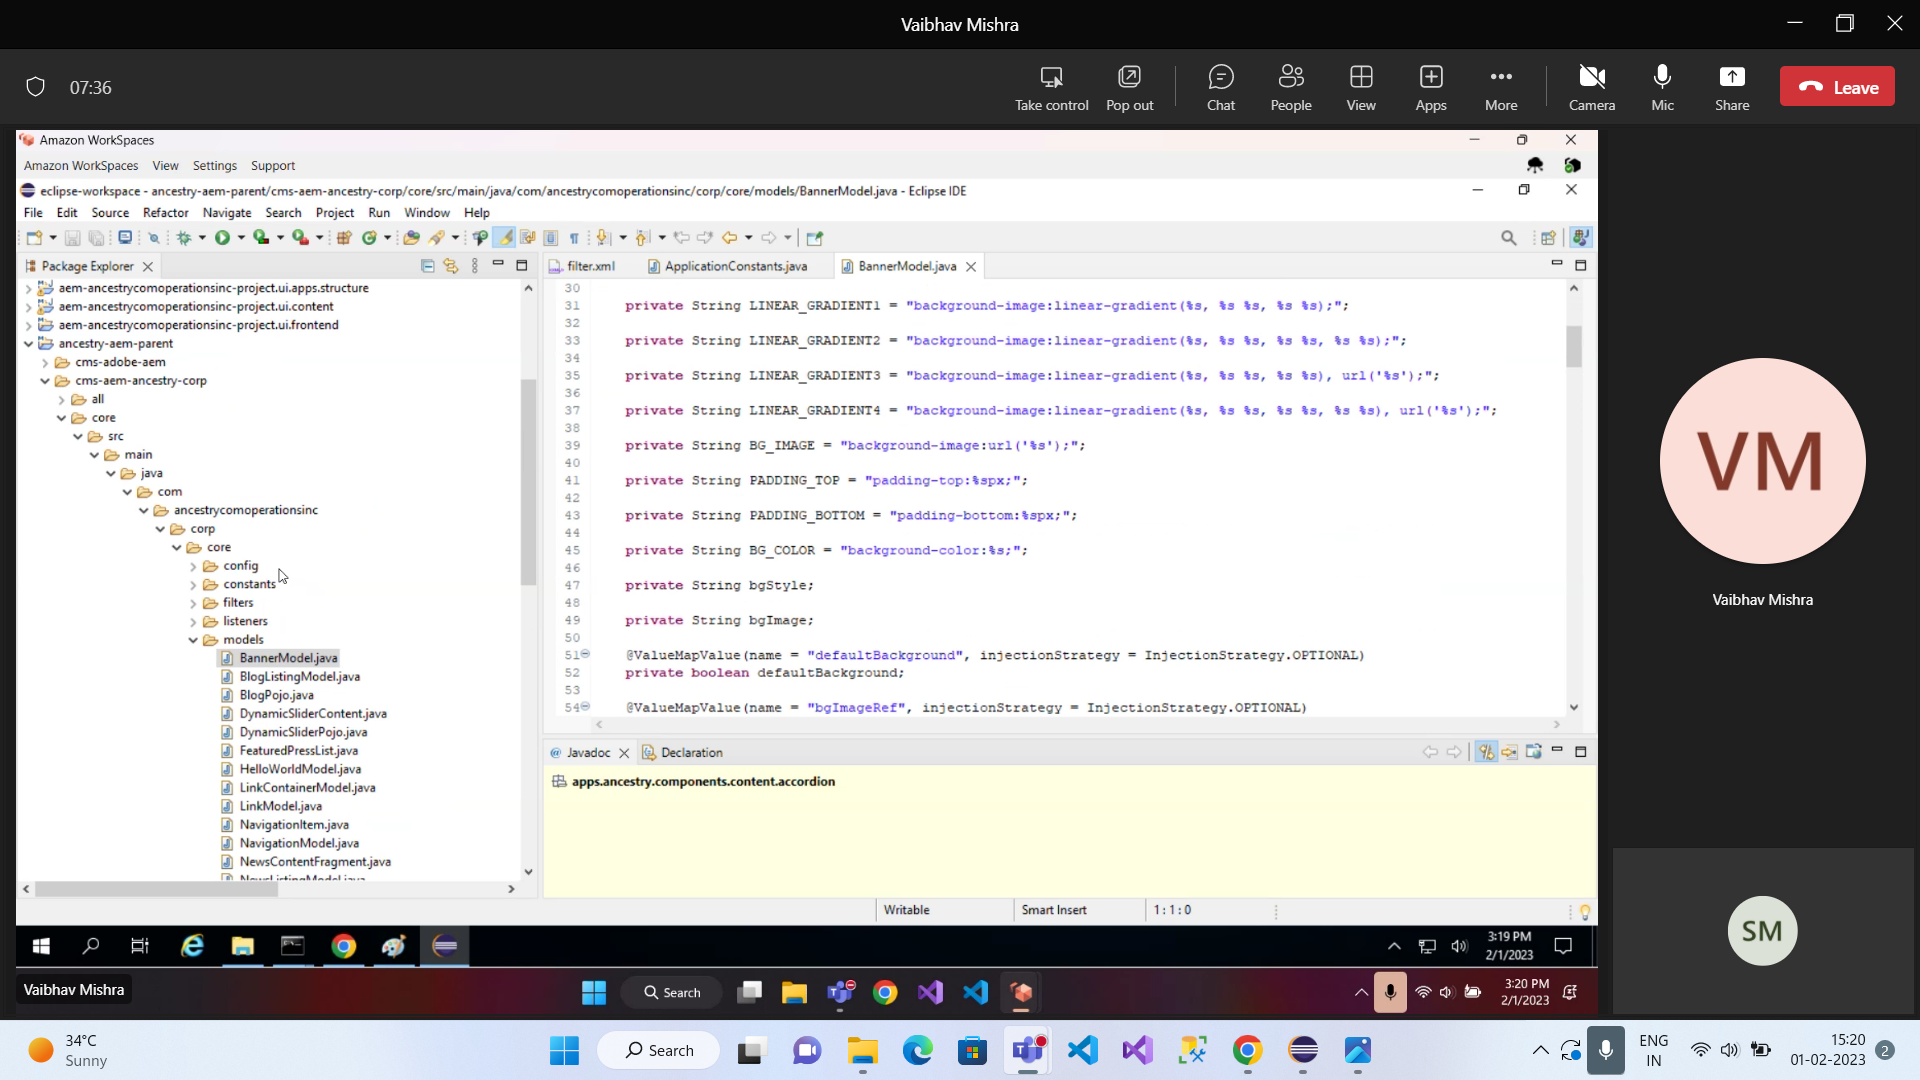 Vaibhav Mishra
07:36
Take control
Pop out
Chat
People
View
Apps
More
Camera
Mic
Share
Leave
Amazon WorkSpaces
Amazon WorkSpaces View Settings Support
eclipse-workspace - ancestry-aem-parent/cms-aem-ancestry-corp/core/src/main/java/com/ancestrycomoperationsinc/corp/core/models/BannerModel.java - Eclipse IDE
File Edit Source Refactor Navigate Search Project Run Window Help
Package Explorer
aem-ancestrycomoperationsinc-project.ui.apps.structure
aem-ancestrycomoperationsinc-project.ui.content
aem-ancestrycomoperationsinc-project.ui.frontend
ancestry-aem-parent
cms-adobe-aem
cms-aem-ancestry-corp
all
core
src
main
java
com
ancestrycomoperationsinc
corp
core
config
constants
filters
listeners
models
BannerModel.java
BlogListingModel.java
BlogPojo.java
DynamicSliderContent.java
DynamicSliderPojo.java
FeaturedPressList.java
HelloWorldModel.java
LinkContainerModel.java
LinkModel.java
NavigationItem.java
NavigationModel.java
NewsContentFragment.java
NewsListingModel.java
filter.xml
ApplicationConstants.java
BannerModel.java
30
31 private String LINEAR_GRADIENT1 = "background-image:linear-gradient(%s, %s %s, %s %s);";
32
33 private String LINEAR_GRADIENT2 = "background-image:linear-gradient(%s, %s %s, %s %s, %s %s);";
34
35 private String LINEAR_GRADIENT3 = "background-image:linear-gradient(%s, %s %s, %s %s), url('%s');";
36
37 private String LINEAR_GRADIENT4 = "background-image:linear-gradient(%s, %s %s, %s %s, %s %s), url('%s');";
38
39 private String BG_IMAGE = "background-image:url('%s');";
40
41 private String PADDING_TOP = "padding-top:%spx;";
42
43 private String PADDING_BOTTOM = "padding-bottom:%spx;";
44
45 private String BG_COLOR = "background-color:%s;";
46
47 private String bgStyle;
48
49 private String bgImage;
50
51 @ValueMapValue(name = "defaultBackground", injectionStrategy = InjectionStrategy.OPTIONAL)
52 private boolean defaultBackground;
53
54 @ValueMapValue(name = "bgImageRef", injectionStrategy = InjectionStrategy.OPTIONAL)
@ Javadoc
Declaration
apps.ancestry.components.content.accordion
Writable
Smart Insert
1 : 1 : 0
3:19 PM
2/1/2023
Vaibhav Mishra
Search
3:20 PM
2/1/2023
VM
Vaibhav Mishra
SM
34°C
Sunny
Search
ENG
IN
15:20
01-02-2023
2